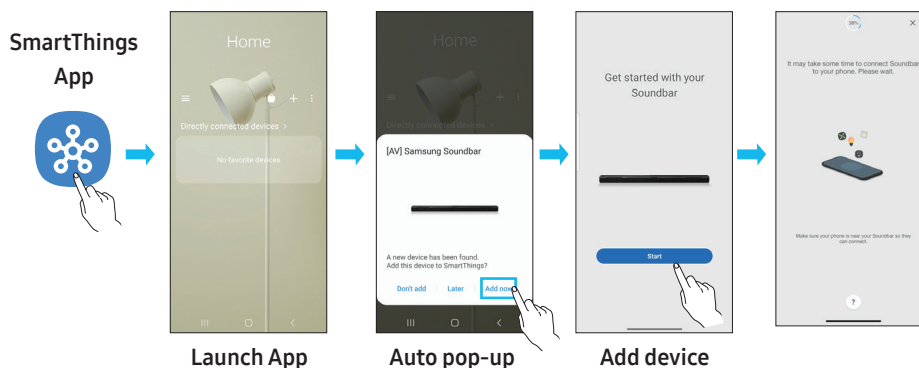 SmartThings
App
Home
Directly connected devices >
No favorite devices
Launch App
Home
Directly connected devices >
[AV] Samsung Soundbar
A new device has been found.
Add this device to SmartThings?
Don't add
Later
Add now
Auto pop-up
Get started with your
Soundbar
Start
Add device
38%
It may take some time to connect Soundbar
to your phone. Please wait.
Make sure your phone is near your Soundbar so they
can connect.
?